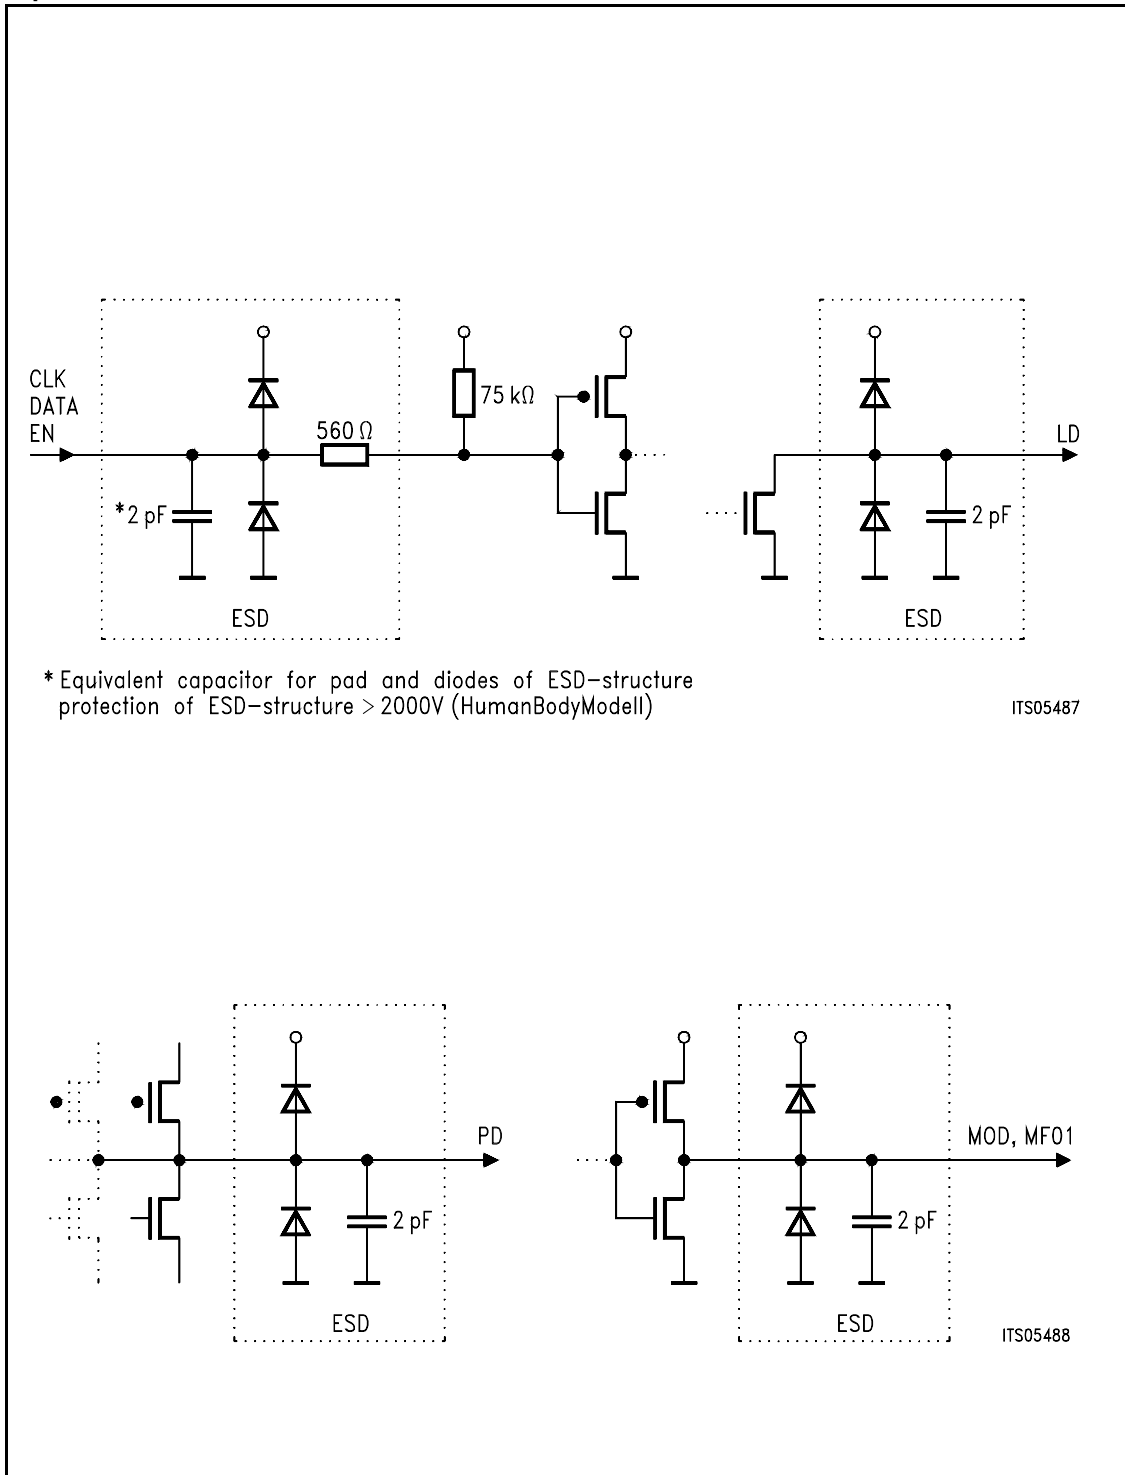 CLK
DATA
EN
560 Ω
75 kΩ
LD
*2 pF
2 pF
ESD
ESD
* Equivalent capacitor for pad and diodes of ESD-structure
protection of ESD-structure > 2000V (HumanBodyModell)
ITS05487
PD
MOD, MFO1
2 pF
2 pF
ESD
ESD
ITS05488